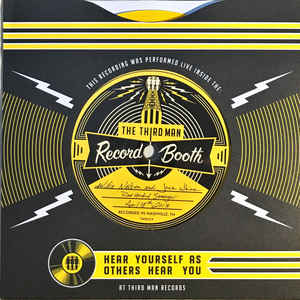 THIS RECORDING WAS PERFORMED LIVE INSIDE THE:
THE THIRD MAN
Record Booth
and
RECORDED IN NASHVILLE, TN
HEAR YOURSELF AS
OTHERS HEAR YOU
AT THIRD MAN RECORDS